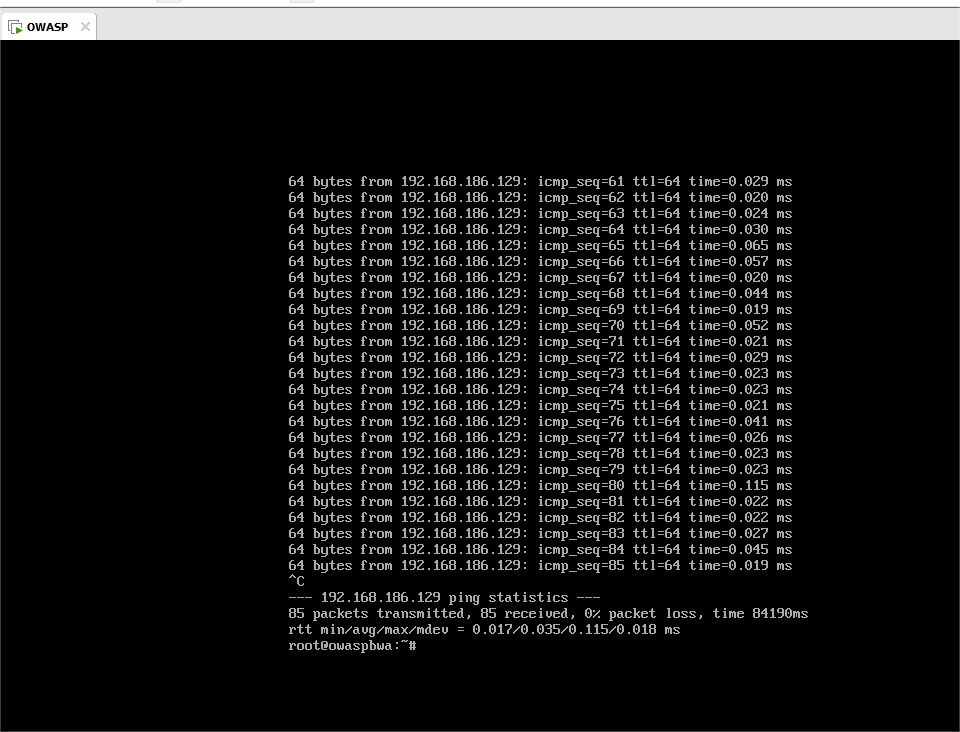 OWASP
64 bytes from 192.168.186.129: icmp_seq=61 ttl=64 time=0.029 ms
64 bytes from 192.168.186.129: icmp_seq=62 ttl=64 time=0.020 ms
64 bytes from 192.168.186.129: icmp_seq=63 ttl=64 time=0.024 ms
64 bytes from 192.168.186.129: icmp_seq=64 ttl=64 time=0.030 ms
64 bytes from 192.168.186.129: icmp_seq=65 ttl=64 time=0.065 ms
64 bytes from 192.168.186.129: icmp_seq=66 ttl=64 time=0.057 ms
64 bytes from 192.168.186.129: icmp_seq=67 ttl=64 time=0.020 ms
64 bytes from 192.168.186.129: icmp_seq=68 ttl=64 time=0.044 ms
64 bytes from 192.168.186.129: icmp_seq=69 ttl=64 time=0.019 ms
64 bytes from 192.168.186.129: icmp_seq=70 ttl=64 time=0.052 ms
64 bytes from 192.168.186.129: icmp_seq=71 ttl=64 time=0.021 ms
64 bytes from 192.168.186.129: icmp_seq=72 ttl=64 time=0.029 ms
64 bytes from 192.168.186.129: icmp_seq=73 ttl=64 time=0.023 ms
64 bytes from 192.168.186.129: icmp_seq=74 ttl=64 time=0.023 ms
64 bytes from 192.168.186.129: icmp_seq=75 ttl=64 time=0.021 ms
64 bytes from 192.168.186.129: icmp_seq=76 ttl=64 time=0.041 ms
64 bytes from 192.168.186.129: icmp_seq=77 ttl=64 time=0.026 ms
64 bytes from 192.168.186.129: icmp_seq=78 ttl=64 time=0.023 ms
64 bytes from 192.168.186.129: icmp_seq=79 ttl=64 time=0.023 ms
64 bytes from 192.168.186.129: icmp_seq=80 ttl=64 time=0.115 ms
64 bytes from 192.168.186.129: icmp_seq=81 ttl=64 time=0.022 ms
64 bytes from 192.168.186.129: icmp_seq=82 ttl=64 time=0.022 ms
64 bytes from 192.168.186.129: icmp_seq=83 ttl=64 time=0.027 ms
64 bytes from 192.168.186.129: icmp_seq=84 ttl=64 time=0.045 ms
64 bytes from 192.168.186.129: icmp_seq=85 ttl=64 time=0.019 ms
^C
--- 192.168.186.129 ping statistics ---
85 packets transmitted, 85 received, 0% packet loss, time 84190ms
rtt min/avg/max/mdev = 0.017/0.035/0.115/0.018 ms
root@owaspbwa:~#